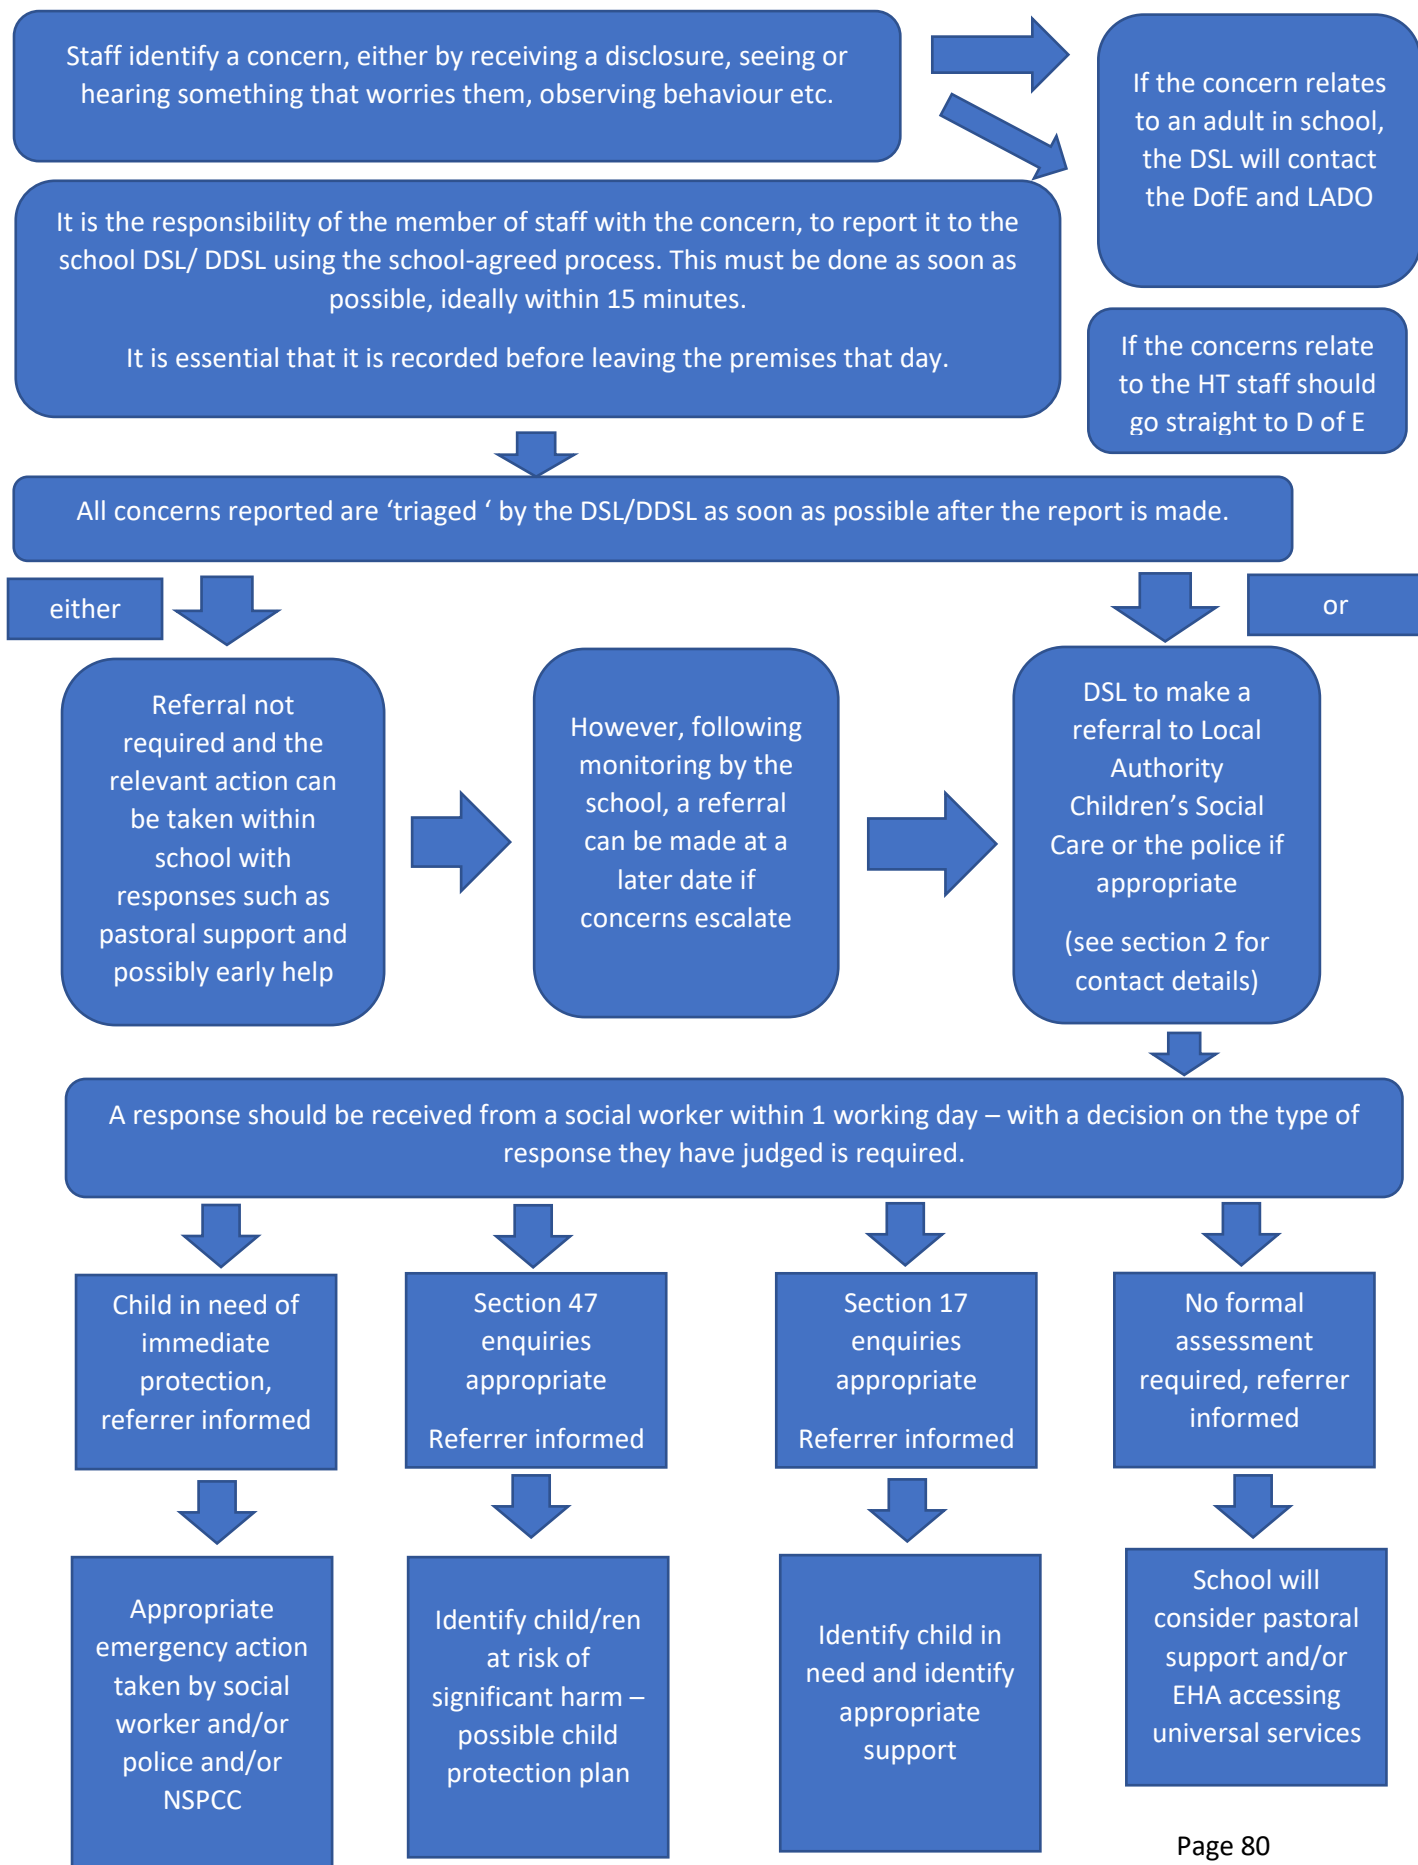 Staff identify a concern, either by receiving a disclosure, seeing or
hearing something that worries them, observing behaviour etc.
If the concern relates
to an adult in school,
the DSL will contact
the DofE and LADO
It is the responsibility of the member of staff with the concern, to report it to the
school DSL/ DDSL using the school-agreed process. This must be done as soon as
possible, ideally within 15 minutes.
It is essential that it is recorded before leaving the premises that day.
If the concerns relate
to the HT staff should
go straight to D of E
All concerns reported are ‘triaged ‘ by the DSL/DDSL as soon as possible after the report is made.
either
or
Referral not
required and the
relevant action can
be taken within
school with
responses such as
pastoral support and
possibly early help
However, following
monitoring by the
school, a referral
can be made at a
later date if
concerns escalate
DSL to make a
referral to Local
Authority
Children’s Social
Care or the police if
appropriate
(see section 2 for
contact details)
A response should be received from a social worker within 1 working day – with a decision on the type of
response they have judged is required.
Child in need of
immediate
protection,
referrer informed
Section 47
enquiries
appropriate
Referrer informed
Section 17
enquiries
appropriate
Referrer informed
No formal
assessment
required, referrer
informed
Appropriate
emergency action
taken by social
worker and/or
police and/or
NSPCC
Identify child/ren
at risk of
significant harm –
possible child
protection plan
Identify child in
need and identify
appropriate
support
School will
consider pastoral
support and/or
EHA accessing
universal services
Page 80